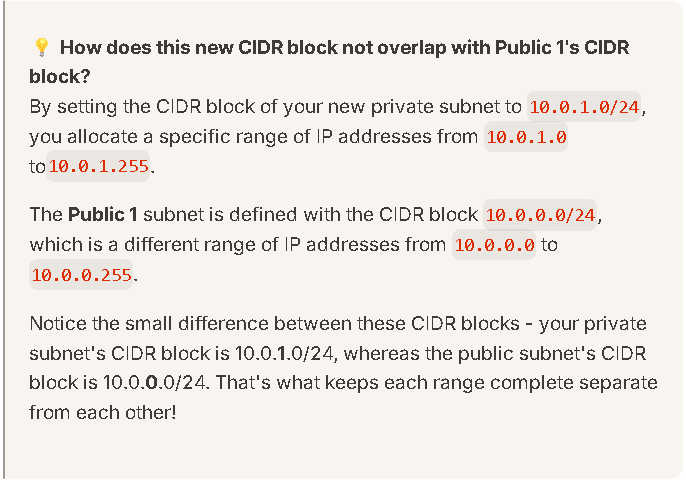 💡 How does this new CIDR block not overlap with Public 1's CIDR
block?
By setting the CIDR block of your new private subnet to 10.0.1.0/24,
you allocate a specific range of IP addresses from 10.0.1.0
to 10.0.1.255.
The Public 1 subnet is defined with the CIDR block 10.0.0.0/24,
which is a different range of IP addresses from 10.0.0.0 to
10.0.0.255.
Notice the small difference between these CIDR blocks - your private
subnet's CIDR block is 10.0.1.0/24, whereas the public subnet's CIDR
block is 10.0.0.0/24. That's what keeps each range complete separate
from each other!